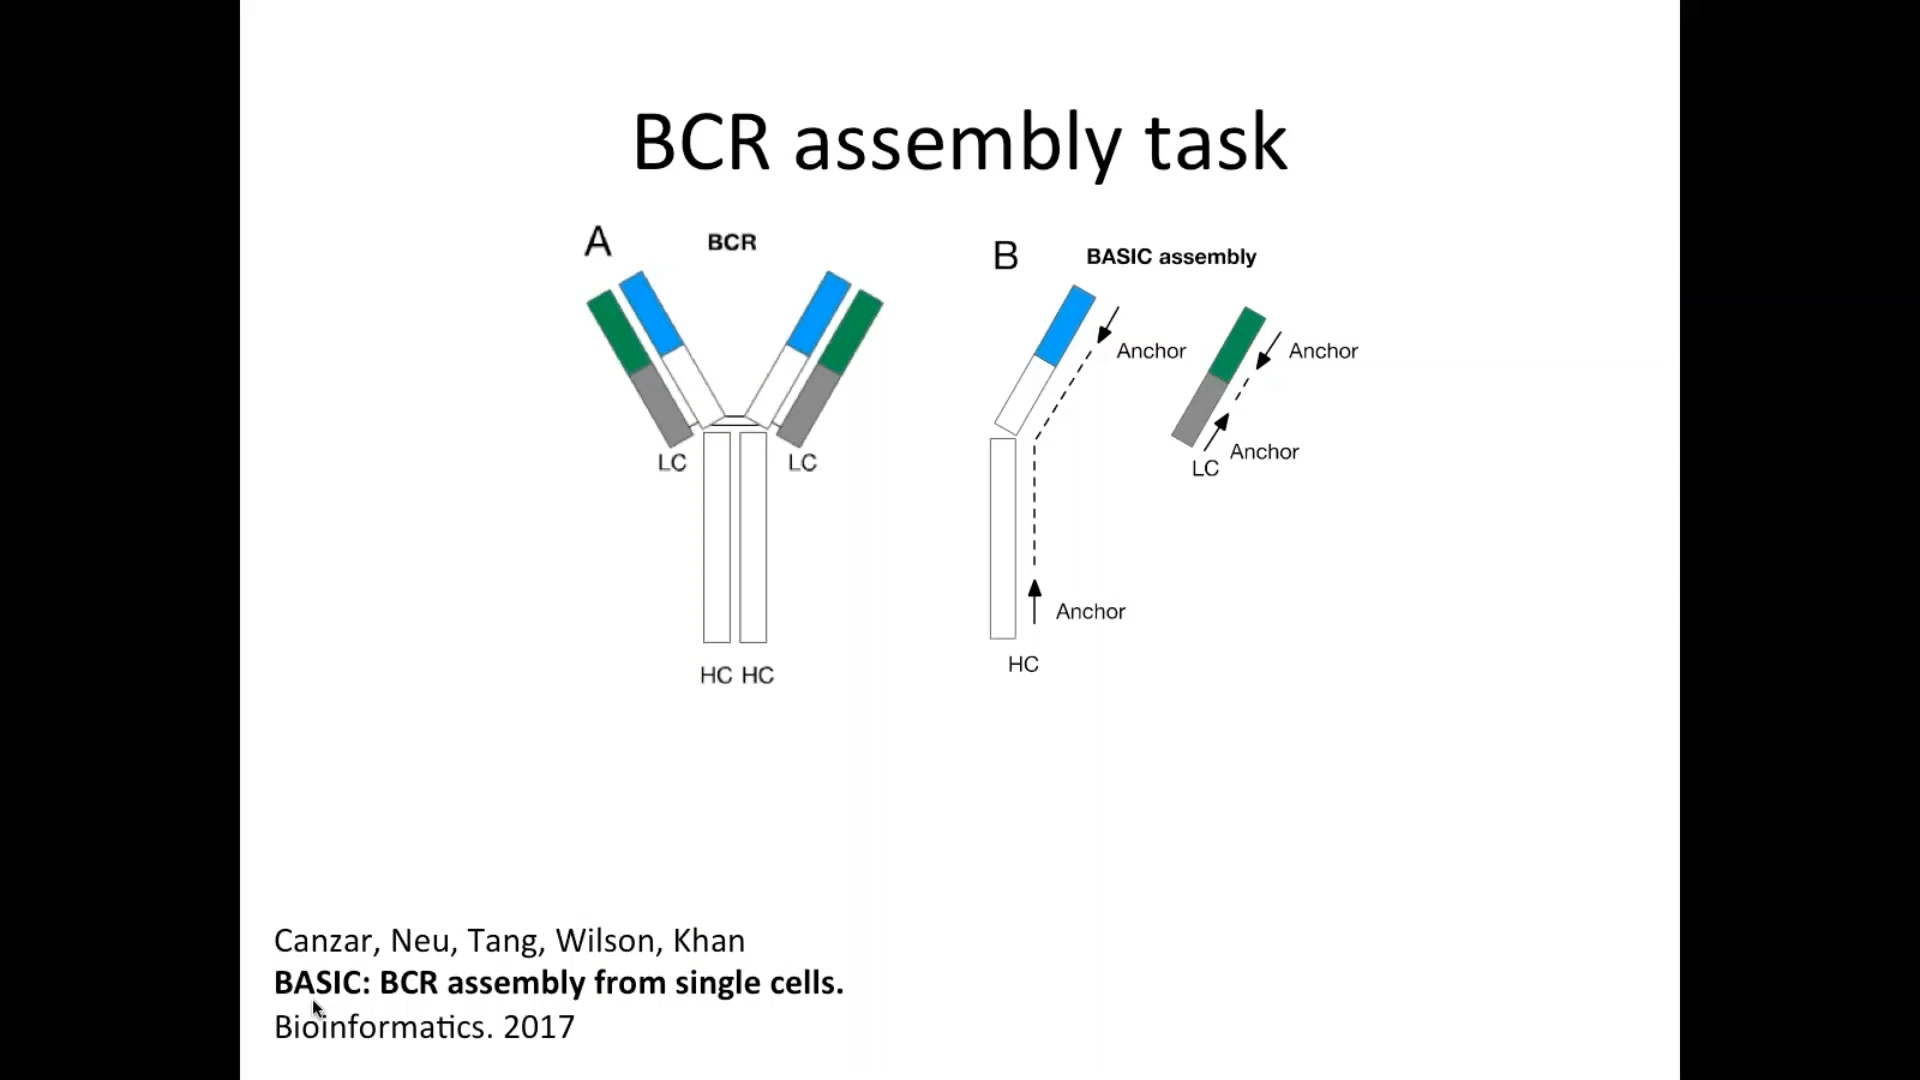 BCR assembly task
A
BCR
LC
LC
HC HC
B
BASIC assembly
Anchor
Anchor
Anchor
LC
Anchor
HC
Canzar, Neu, Tang, Wilson, Khan
BASIC: BCR assembly from single cells.
Bioinformatics. 2017